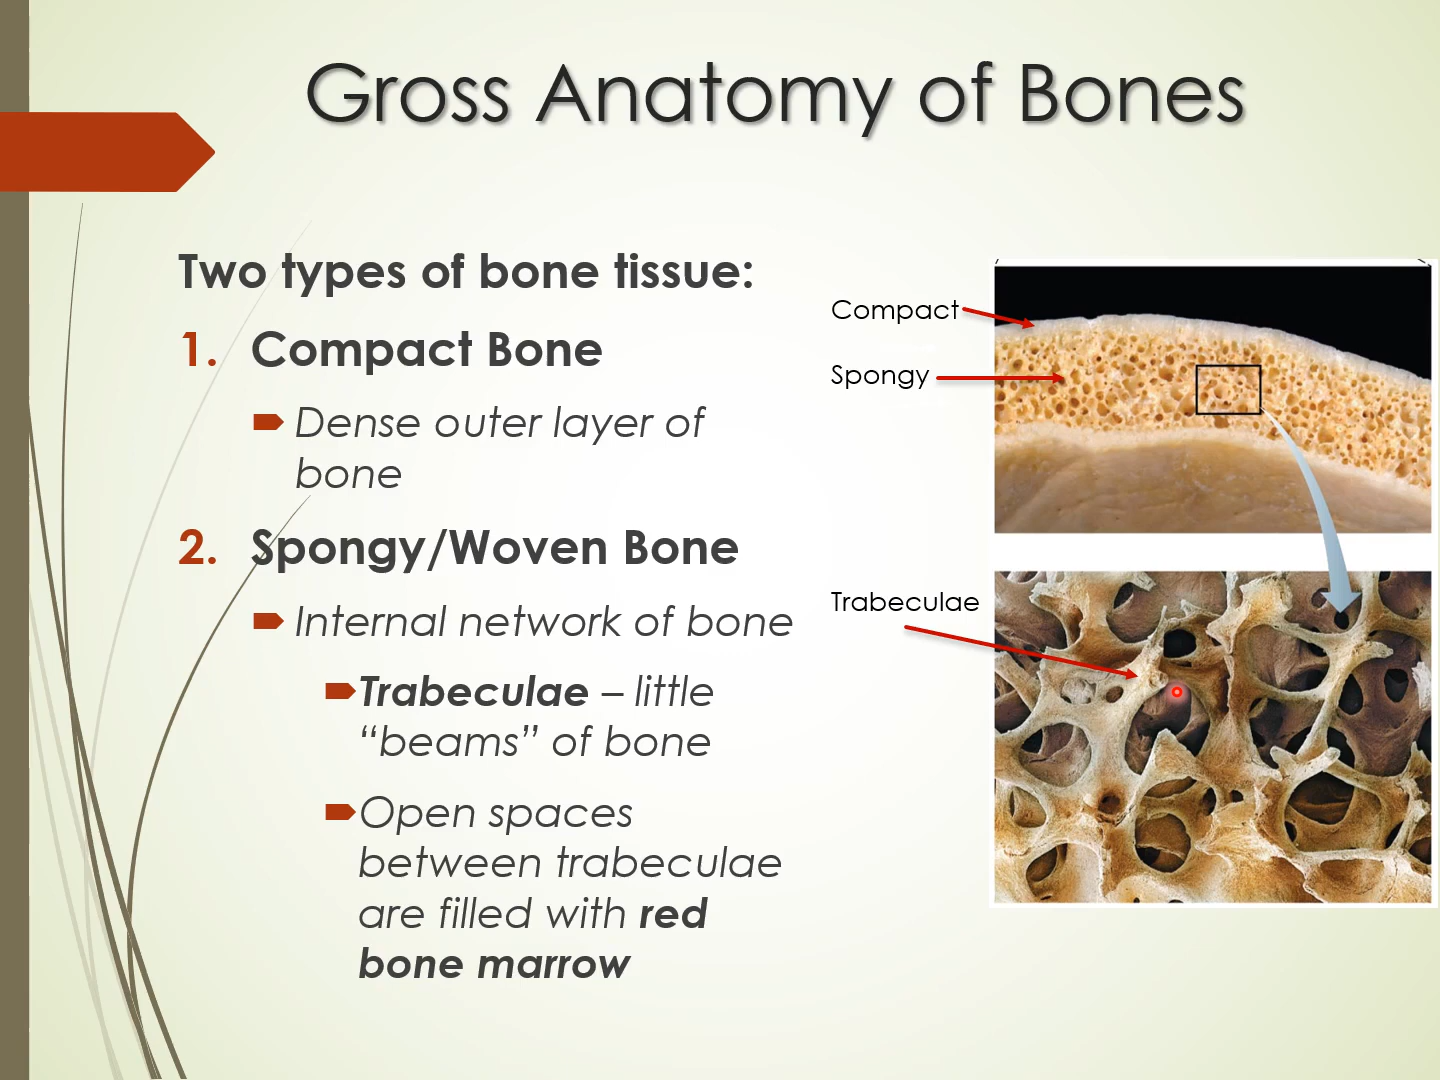 Gross Anatomy of Bones
Two types of bone tissue:
1. Compact Bone
Dense outer layer of
bone
2. Spongy/Woven Bone
Internal network of bone
Trabeculae – little
“beams” of bone
Open spaces
between trabeculae
are filled with red
bone marrow
Compact
Spongy
Trabeculae